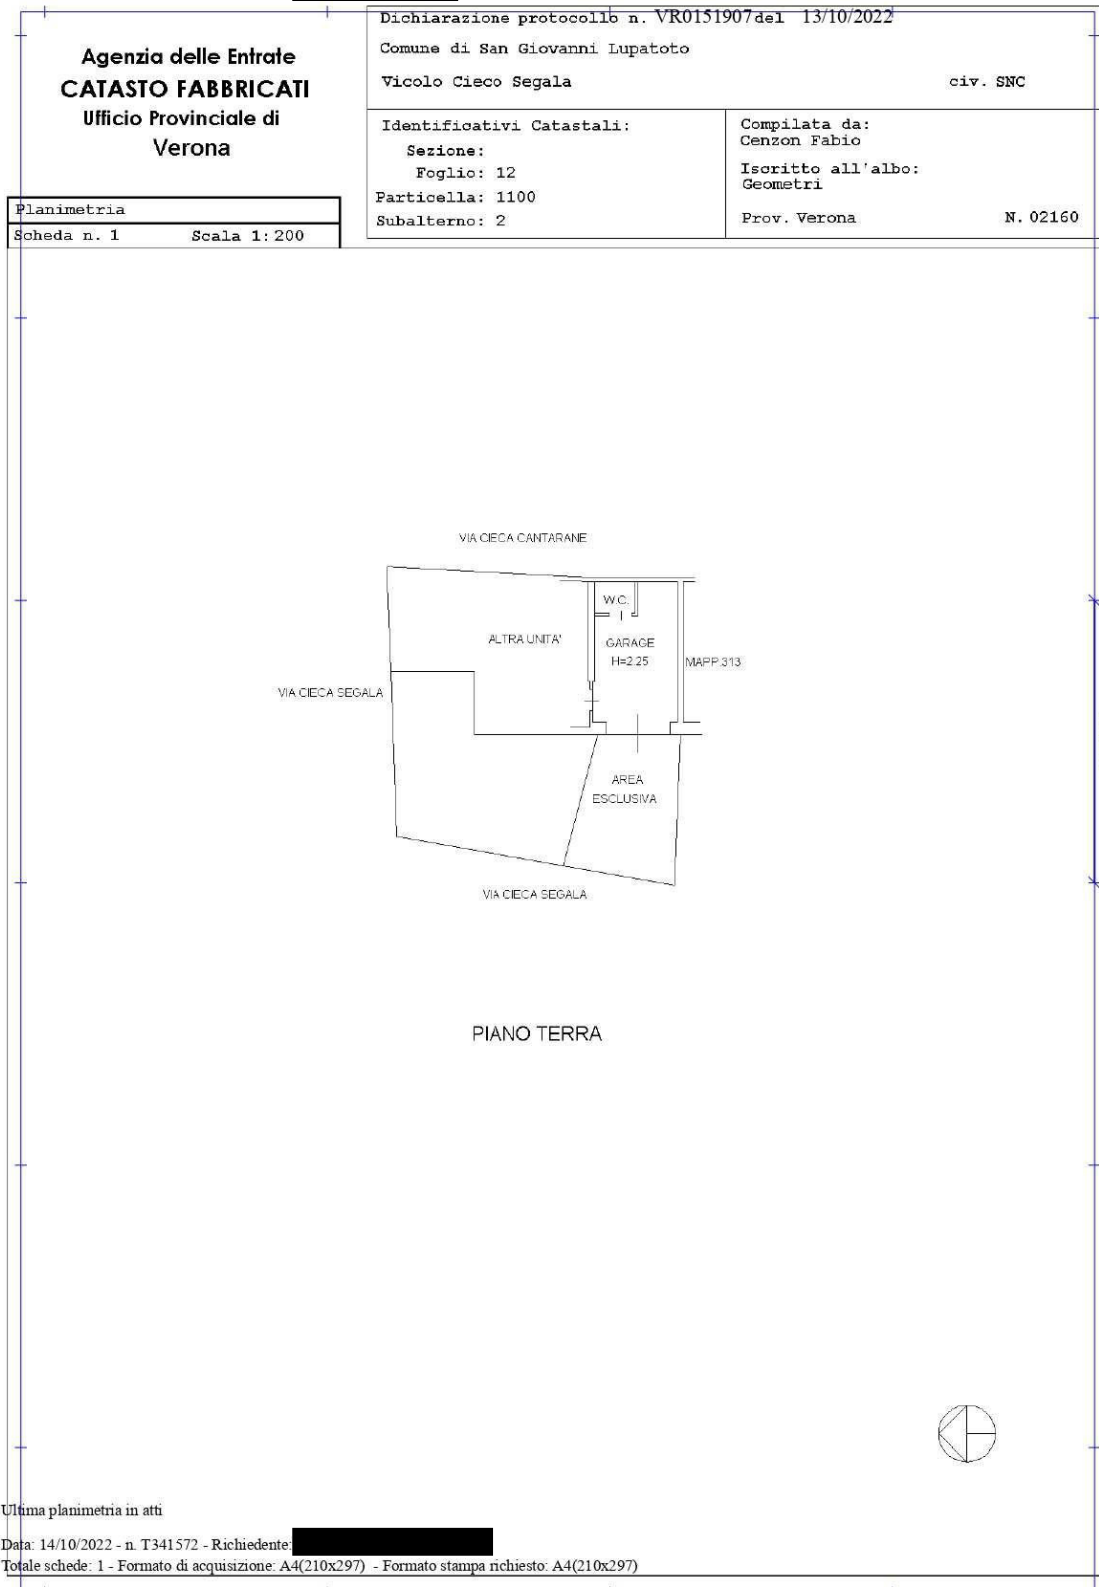 Dichiarazione protocollo n. VR0151907 del 13/10/2022
Agenzia delle Entrate
CATASTO FABBRICATI
Ufficio Provinciale di
Verona
Comune di San Giovanni Lupatoto
Vicolo Cieco Segala civ. SNC
Identificativi Catastali:
Sezione:
Foglio: 12
Particella: 1100
Subalterno: 2
Compilata da:
Cenzon Fabio
Iscritto all'albo:
Geometri
Prov. Verona N. 02160
Planimetria
Scheda n. 1 Scala 1:200
VIA CIECA CANTARANE
W.C.
ALTRA UNITA'
GARAGE
H=2.25
MAPP.313
VIA CIECA SEGALA
AREA
ESCLUSIVA
VIA CIECA SEGALA
PIANO TERRA
Ultima planimetria in atti
Data: 14/10/2022 - n. T341572 - Richiedente:
Totale schede: 1 - Formato di acquisizione: A4(210x297) - Formato stampa richiesto: A4(210x297)